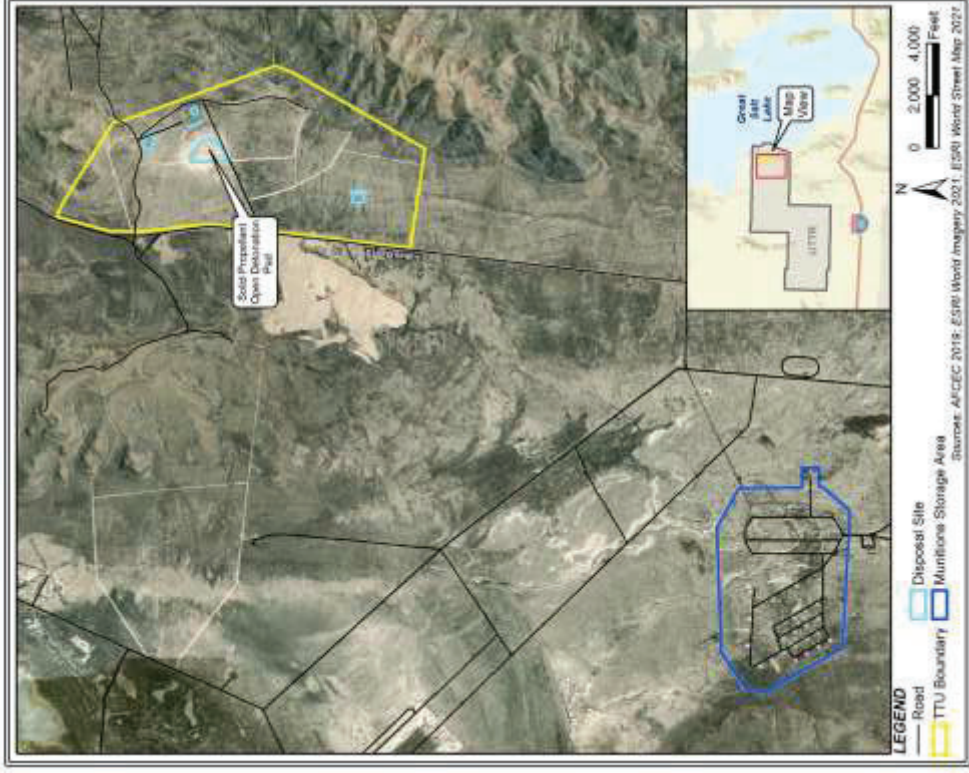 Solid Propellant
Open Detonation
Pad
Great
Salt
Lake
Map
View
UTTR
LEGEND
Road
TTU Boundary
Disposal Site
Munitions Storage Area
N
0 2,000 4,000
Feet
Sources: AFCEC 2019; ESRI World Imagery 2021; ESRI World Street Map 2021